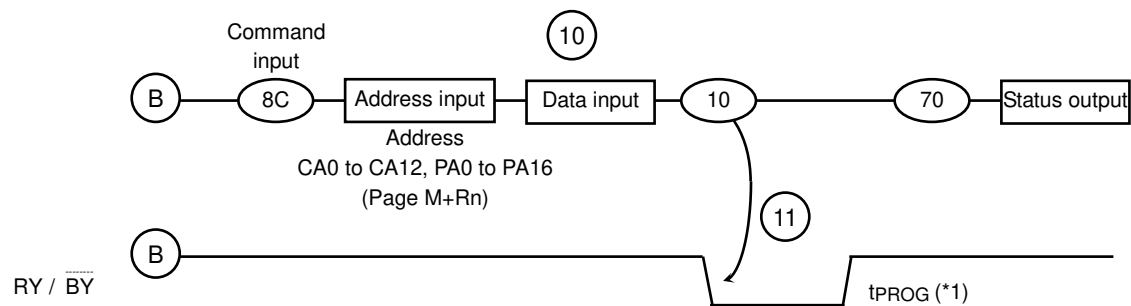 10
Command
input
B
8C
Address input
Data input
10
70
Status output
Address
CA0 to CA12, PA0 to PA16
(Page M+Rn)
11
B
RY / BY
tPROG (*1)